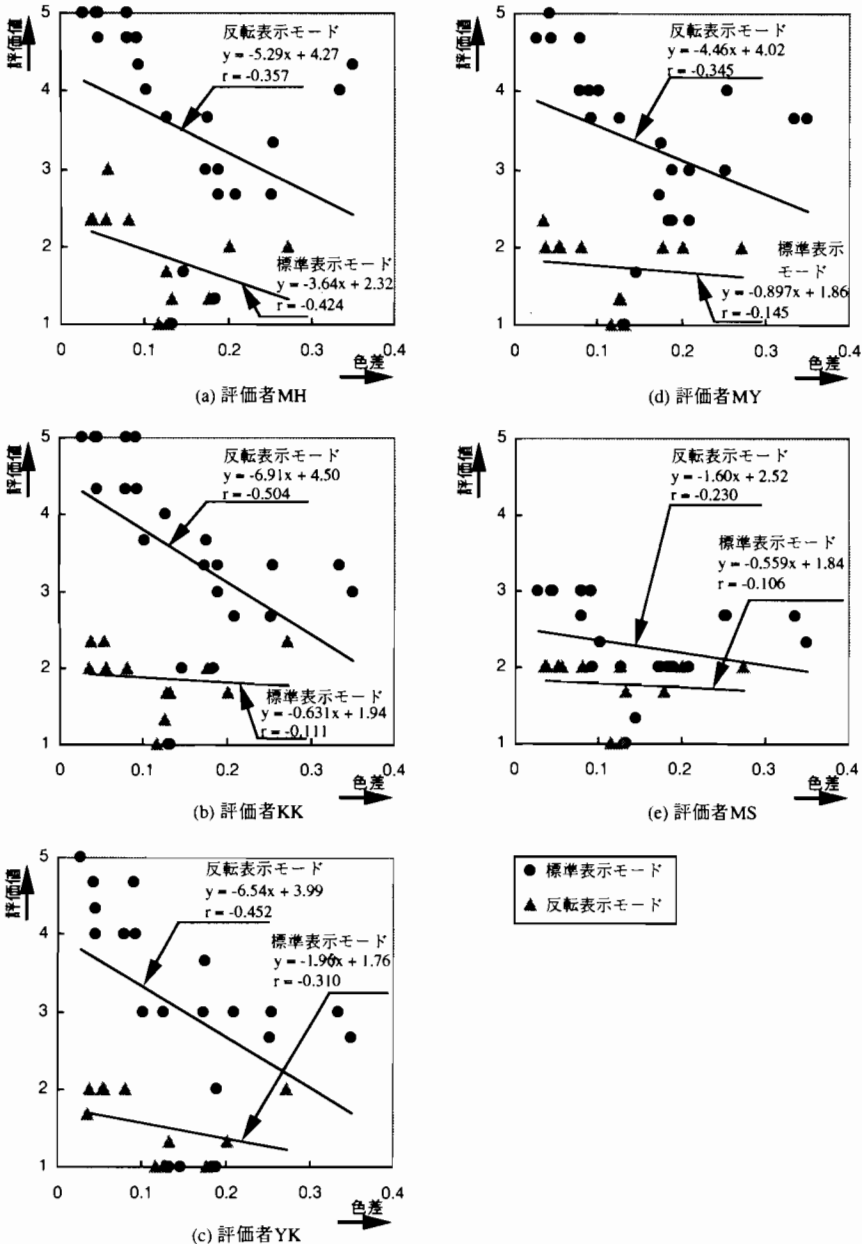 評価値
5
4
3
2
1
0
0.1
0.2
0.3
0.4
色差
反転表示モード
y = -5.29x + 4.27
r = -0.357
標準表示モード
y = -3.64x + 2.32
r = -0.424
(a) 評価者MH
評価値
5
4
3
2
1
0
0.1
0.2
0.3
0.4
色差
反転表示モード
y = -4.46x + 4.02
r = -0.345
標準表示
モード
y = -0.897x + 1.86
r = -0.145
(d) 評価者MY
評価値
5
4
3
2
1
0
0.1
0.2
0.3
0.4
色差
反転表示モード
y = -6.91x + 4.50
r = -0.504
標準表示モード
y = -0.631x + 1.94
r = -0.111
(b) 評価者KK
評価値
5
4
3
2
1
0
0.1
0.2
0.3
0.4
色差
反転表示モード
y = -1.60x + 2.52
r = -0.230
標準表示モード
y = -0.559x + 1.84
r = -0.106
(e) 評価者MS
評価値
5
4
3
2
1
0
0.1
0.2
0.3
0.4
色差
反転表示モード
y = -6.54x + 3.99
r = -0.452
標準表示モード
y = -1.96x + 1.76
r = -0.310
(c) 評価者YK
● 標準表示モード
▲ 反転表示モード